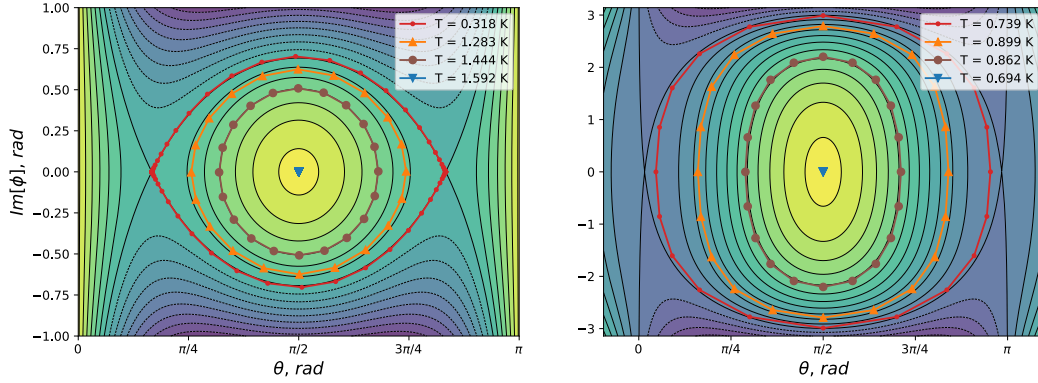 1.00
0.75
0.50
0.25
0.00
−0.25
−0.50
−0.75
−1.00
Im[ϕ], rad
0
π/4
π/2
3π/4
π
θ, rad
T = 0.318 K
T = 1.283 K
T = 1.444 K
T = 1.592 K
3
2
1
0
−1
−2
−3
0
π/4
π/2
3π/4
π
θ, rad
T = 0.739 K
T = 0.899 K
T = 0.862 K
T = 0.694 K